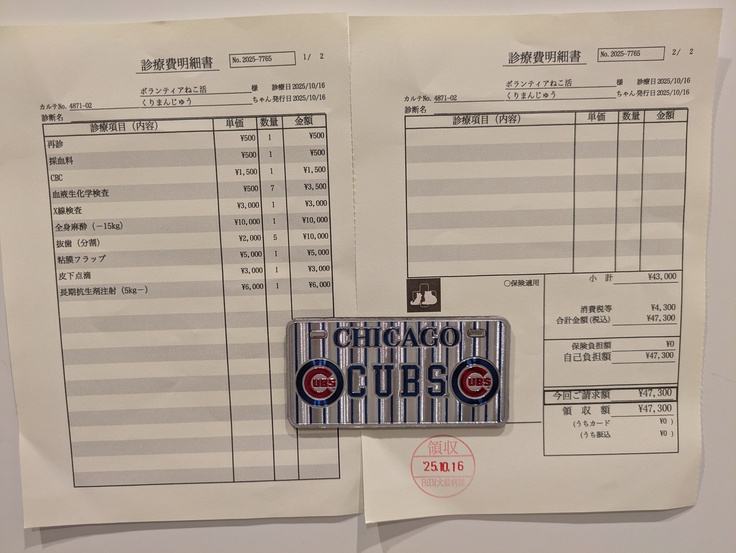 診療費明細書
No.2025-7765
1/ 2
ボランティアねこ活 様 診療日2025/10/16
カルテNo. 4871-02 くりまんじゅう ちゃん 発行日2025/10/16
診断名
診療項目（内容） 単価 数量 金額
再診 ¥500 1 ¥500
採血料 ¥500 1 ¥500
CBC ¥1,500 1 ¥1,500
血液生化学検査 ¥500 7 ¥3,500
X線検査 ¥3,000 1 ¥3,000
全身麻酔（－15kg） ¥10,000 1 ¥10,000
抜歯（分割） ¥2,000 5 ¥10,000
粘膜フラップ ¥5,000 1 ¥5,000
皮下点滴 ¥3,000 1 ¥3,000
長期抗生剤注射（5kg－） ¥6,000 1 ¥6,000
診療費明細書
No.2025-7765
2/ 2
ボランティアねこ活 様 診療日2025/10/16
カルテNo. 4871-02 くりまんじゅう ちゃん 発行日2025/10/16
診断名
診療項目（内容） 単価 数量 金額
○保険適用
小 計 ¥43,000
消費税等 ¥4,300
合計金額(税込) ¥47,300
保険負担額 ¥0
自己負担額 ¥47,300
今回ご請求額 ¥47,300
領 収 額 ¥47,300
(うちカード ¥0 )
(うち振込 ¥0 )
CHICAGO
CUBS CUBS CUBS
領収
'25.10.16